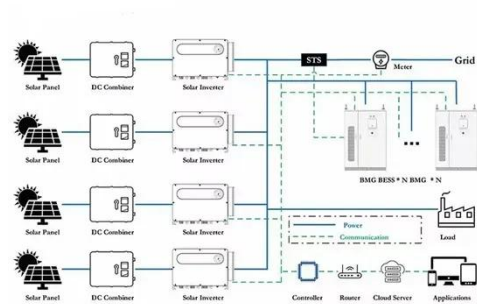 STS
Meter
Grid
Solar Panel
DC Combiner
Solar Inverter
Solar Panel
DC Combiner
Solar Inverter
BMG BESS * N BMG * N
Solar Panel
DC Combiner
Solar Inverter
Power
Communication
Load
Solar Panel
DC Combiner
Solar Inverter
Controller
Router
Cloud Server
Applications